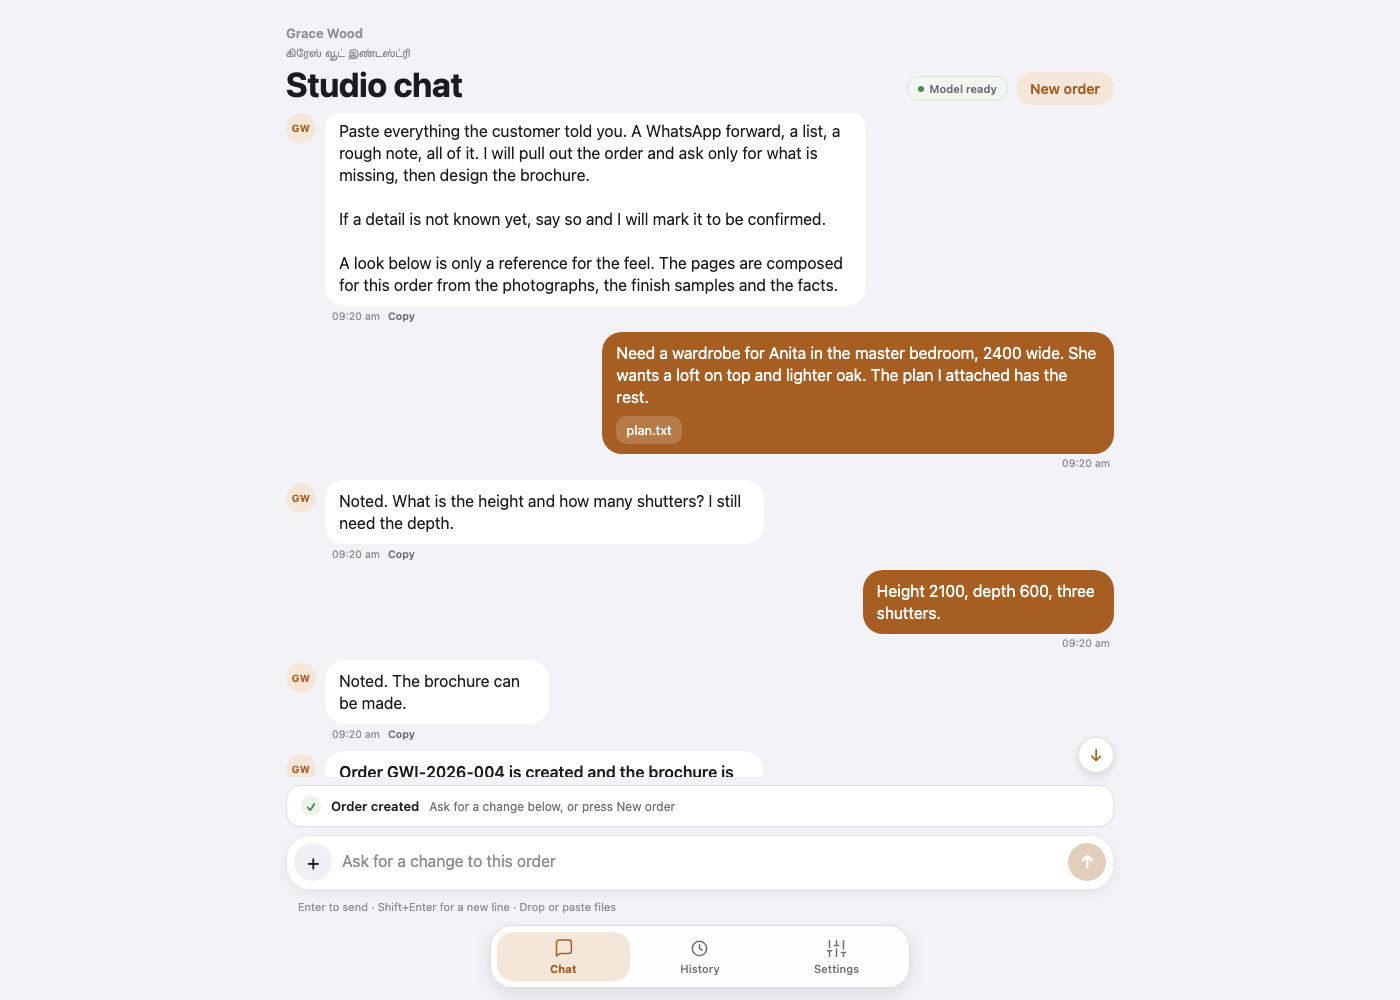 Grace Wood
கிரேஸ் வூட் இண்டஸ்ட்ரி
Studio chat
Model ready
New order
GW
Paste everything the customer told you. A WhatsApp forward, a list, a
rough note, all of it. I will pull out the order and ask only for what is
missing, then design the brochure.
If a detail is not known yet, say so and I will mark it to be confirmed.
A look below is only a reference for the feel. The pages are composed
for this order from the photographs, the finish samples and the facts.
09:20 am Copy
Need a wardrobe for Anita in the master bedroom, 2400 wide. She
wants a loft on top and lighter oak. The plan I attached has the
rest.
plan.txt
09:20 am
GW
Noted. What is the height and how many shutters? I still
need the depth.
09:20 am Copy
Height 2100, depth 600, three
shutters.
09:20 am
GW
Noted. The brochure can
be made.
09:20 am Copy
GW
Order GWI-2026-004 is created and the brochure is
Order created Ask for a change below, or press New order
Ask for a change to this order
Enter to send · Shift+Enter for a new line · Drop or paste files
Chat
History
Settings